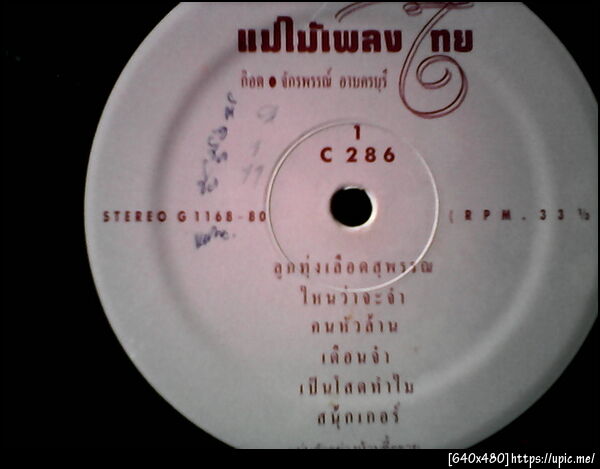 แม่ไม้เพลงไทย
ก๊อต ● จักรพรรณ์ อาบครบุรี
1
C 286
STEREO G 1168-80
( RPM. 33 ⅓
ลูกทุ่งเลือดสุพรรณ
ไหนว่าจะจำ
คนหัวล้าน
เดือนจ๋า
เป็นโสดทำไม
สนุ๊กเกอร์
[640x480]https://upic.me/